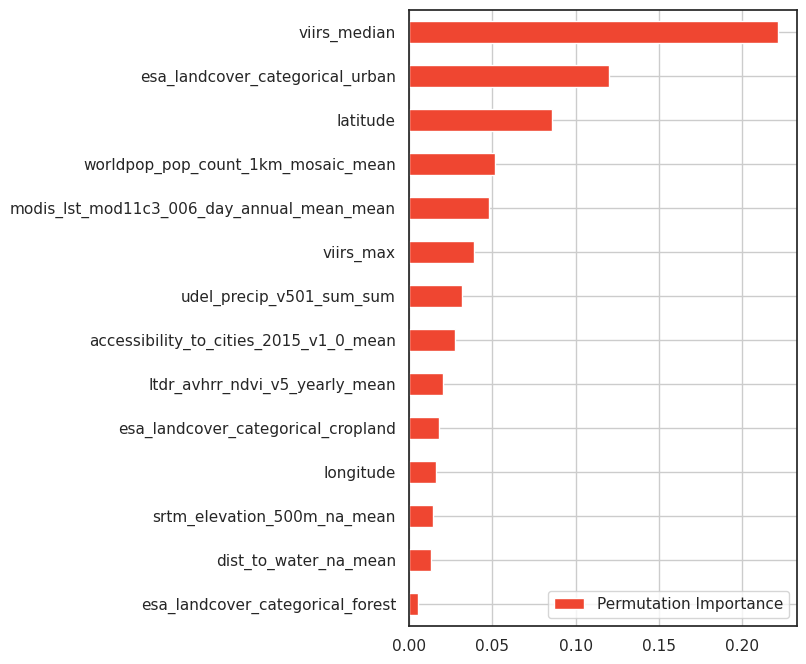 viirs_median
esa_landcover_categorical_urban
latitude
worldpop_pop_count_1km_mosaic_mean
modis_lst_mod11c3_006_day_annual_mean_mean
viirs_max
udel_precip_v501_sum_sum
accessibility_to_cities_2015_v1_0_mean
ltdr_avhrr_ndvi_v5_yearly_mean
esa_landcover_categorical_cropland
longitude
srtm_elevation_500m_na_mean
dist_to_water_na_mean
esa_landcover_categorical_forest
Permutation Importance
0.00 0.05 0.10 0.15 0.20